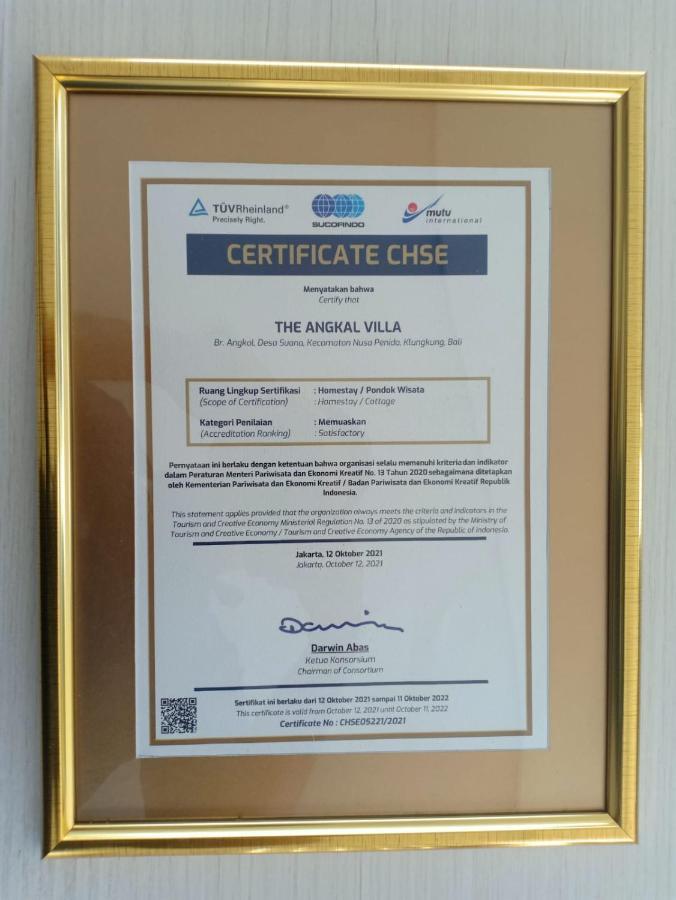 TÜVRheinland®
Precisely Right.
SUCOFINDO
mutu
international
CERTIFICATE CHSE
Menyatakan bahwa
Certify that
THE ANGKAL VILLA
Br. Angkal, Desa Suana, Kecamatan Nusa Penida, Klungkung, Bali
Ruang Lingkup Sertifikasi : Homestay / Pondok Wisata
(Scope of Certification) : Homestay / Cottage
Kategori Penilaian : Memuaskan
(Accreditation Ranking) : Satisfactory
Pernyataan ini berlaku dengan ketentuan bahwa organisasi selalu memenuhi kriteria dan indikator
dalam Peraturan Menteri Pariwisata dan Ekonomi Kreatif No. 13 Tahun 2020 sebagaimana ditetapkan
oleh Kementerian Pariwisata dan Ekonomi Kreatif / Badan Pariwisata dan Ekonomi Kreatif Republik
Indonesia.
This statement applies provided that the organization always meets the criteria and indicators in the
Tourism and Creative Economy Ministerial Regulation No. 13 of 2020 as stipulated by the Ministry of
Tourism and Creative Economy / Tourism and Creative Economy Agency of the Republic of Indonesia.
Jakarta, 12 Oktober 2021
Jakarta, October 12, 2021
Darwin Abas
Ketua Konsorsium
Chairman of Consortium
Sertifikat ini berlaku dari 12 Oktober 2021 sampai 11 Oktober 2022
This certificate is valid from October 12, 2021 until October 11, 2022
Certificate No : CHSE05221/2021